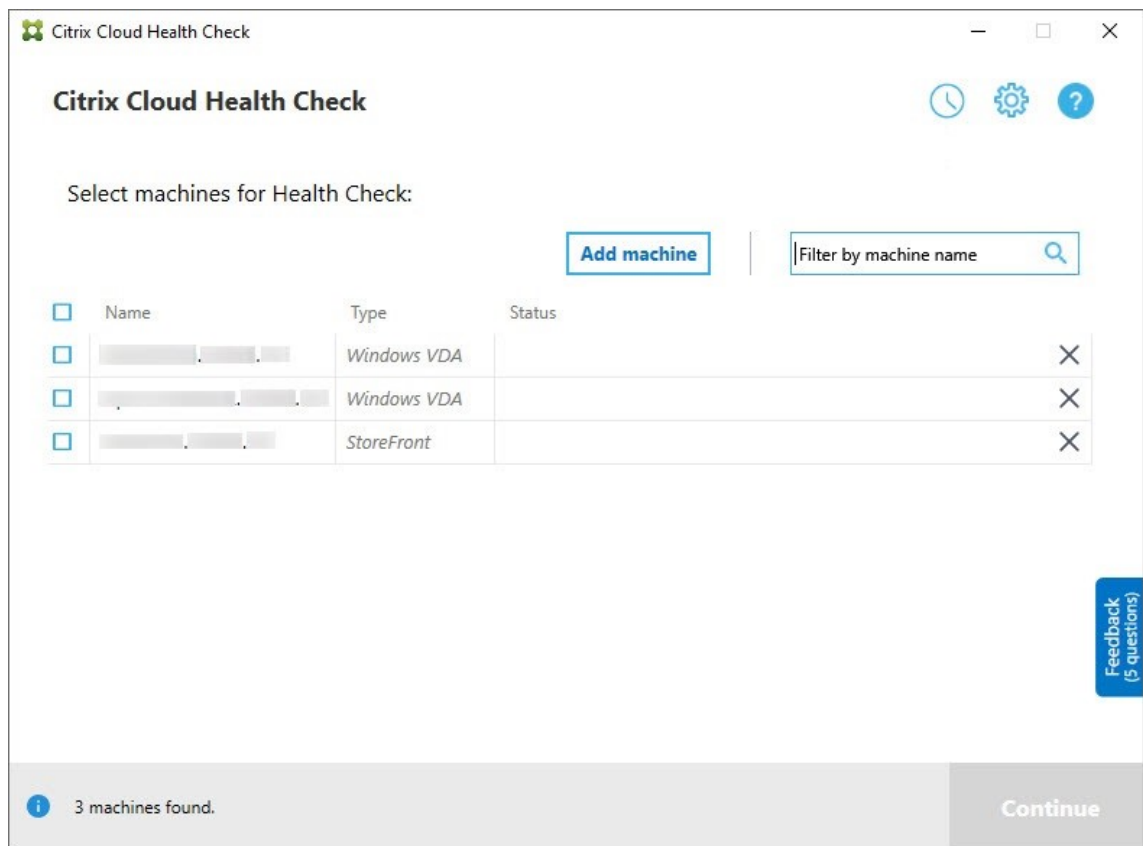 Citrix Cloud Health Check
Citrix Cloud Health Check
?
Select machines for Health Check:
Add machine
Filter by machine name
Name Type Status
Windows VDA
Windows VDA
StoreFront
Feedback
(5 questions)
i 3 machines found.
Continue